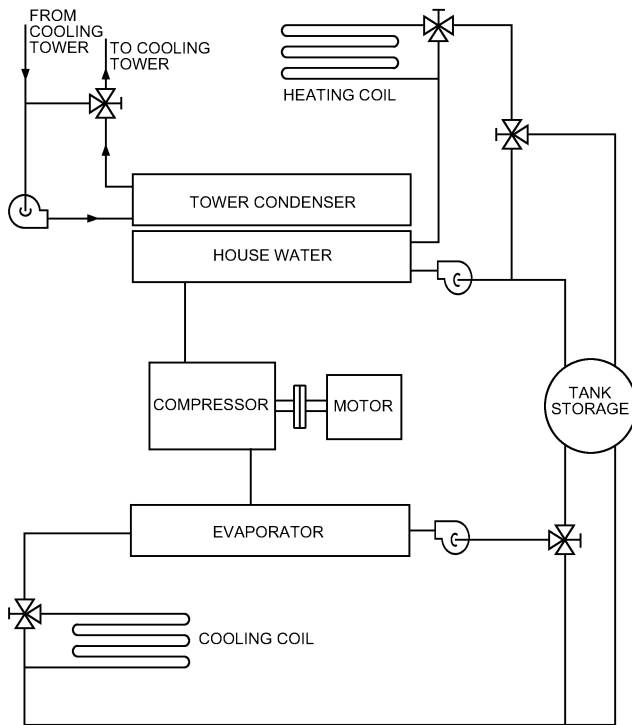 FROM
COOLING
TOWER
TO COOLING
TOWER
HEATING COIL
TOWER CONDENSER
HOUSE WATER
COMPRESSOR
MOTOR
TANK
STORAGE
EVAPORATOR
COOLING COIL